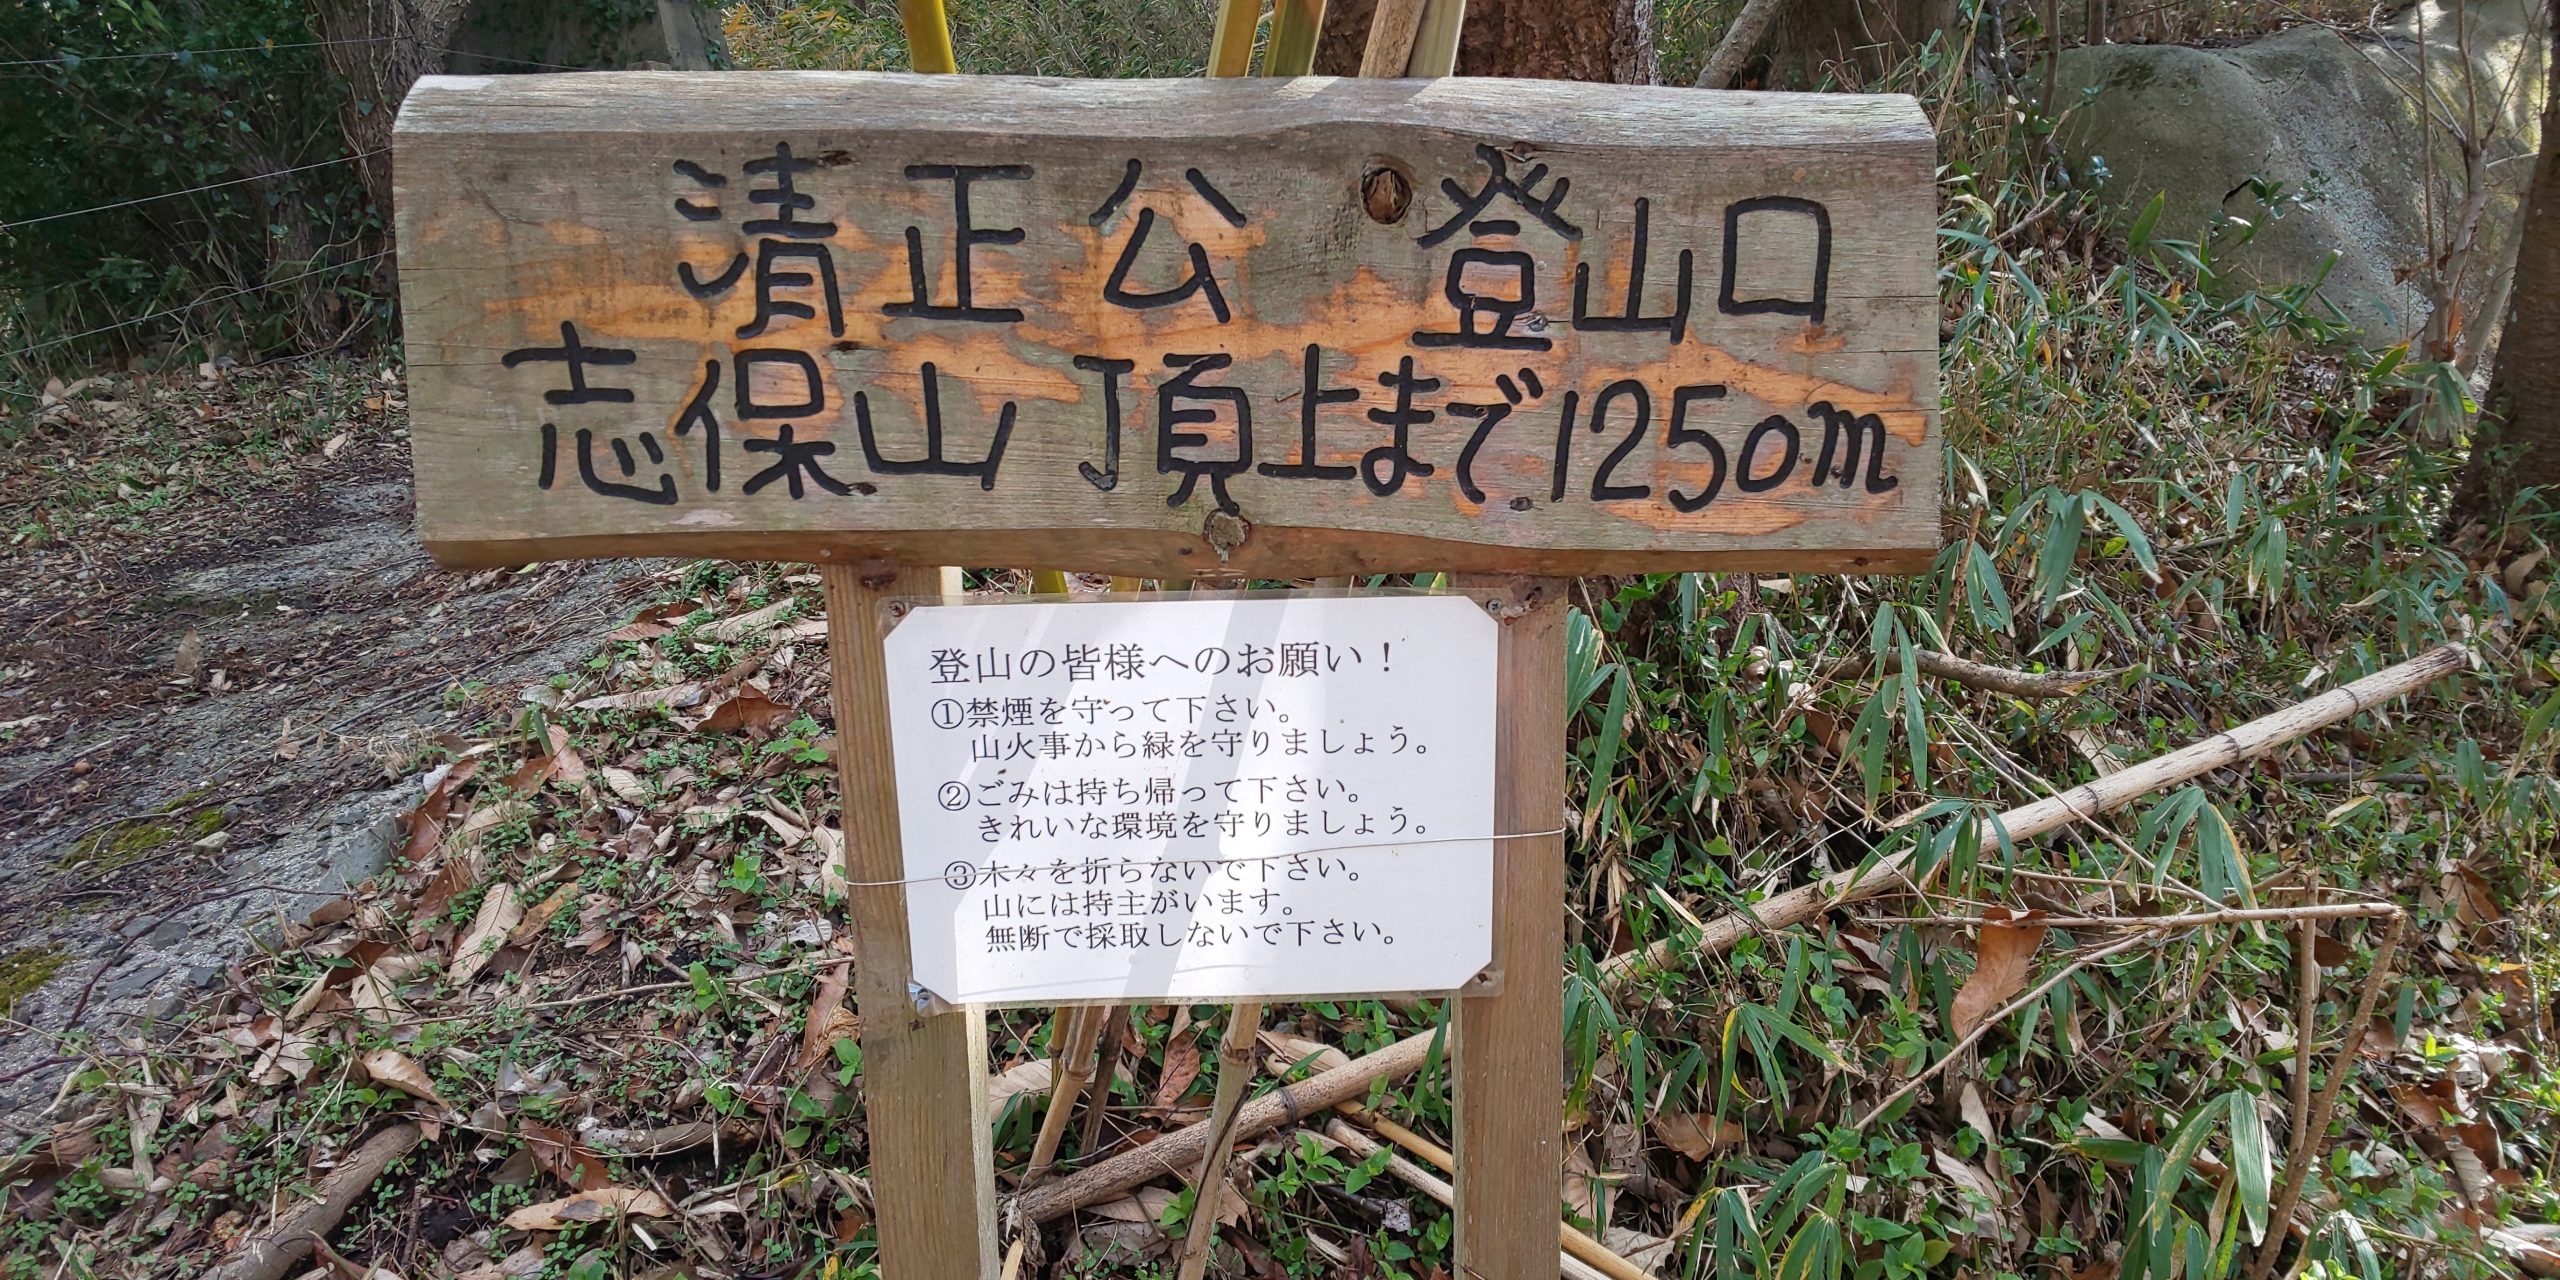 清正公 登山口
志保山 頂上まで1250m
登山の皆様へのお願い！
①禁煙を守って下さい。
山火事から緑を守りましょう。
②ごみは持ち帰って下さい。
きれいな環境を守りましょう。
③木々を折らないで下さい。
山には持主がいます。
無断で採取しないで下さい。